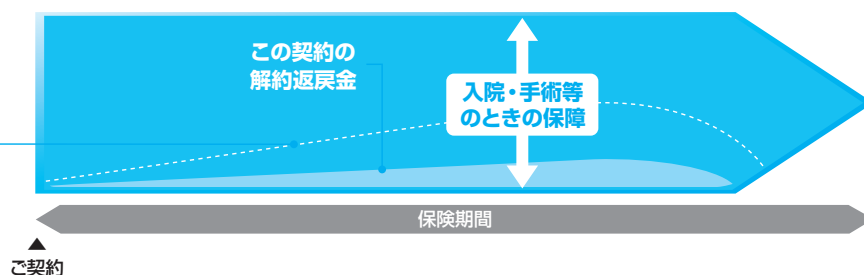 この契約の
解約返戻金
入院・手術等
のときの保障
保険期間
ご契約